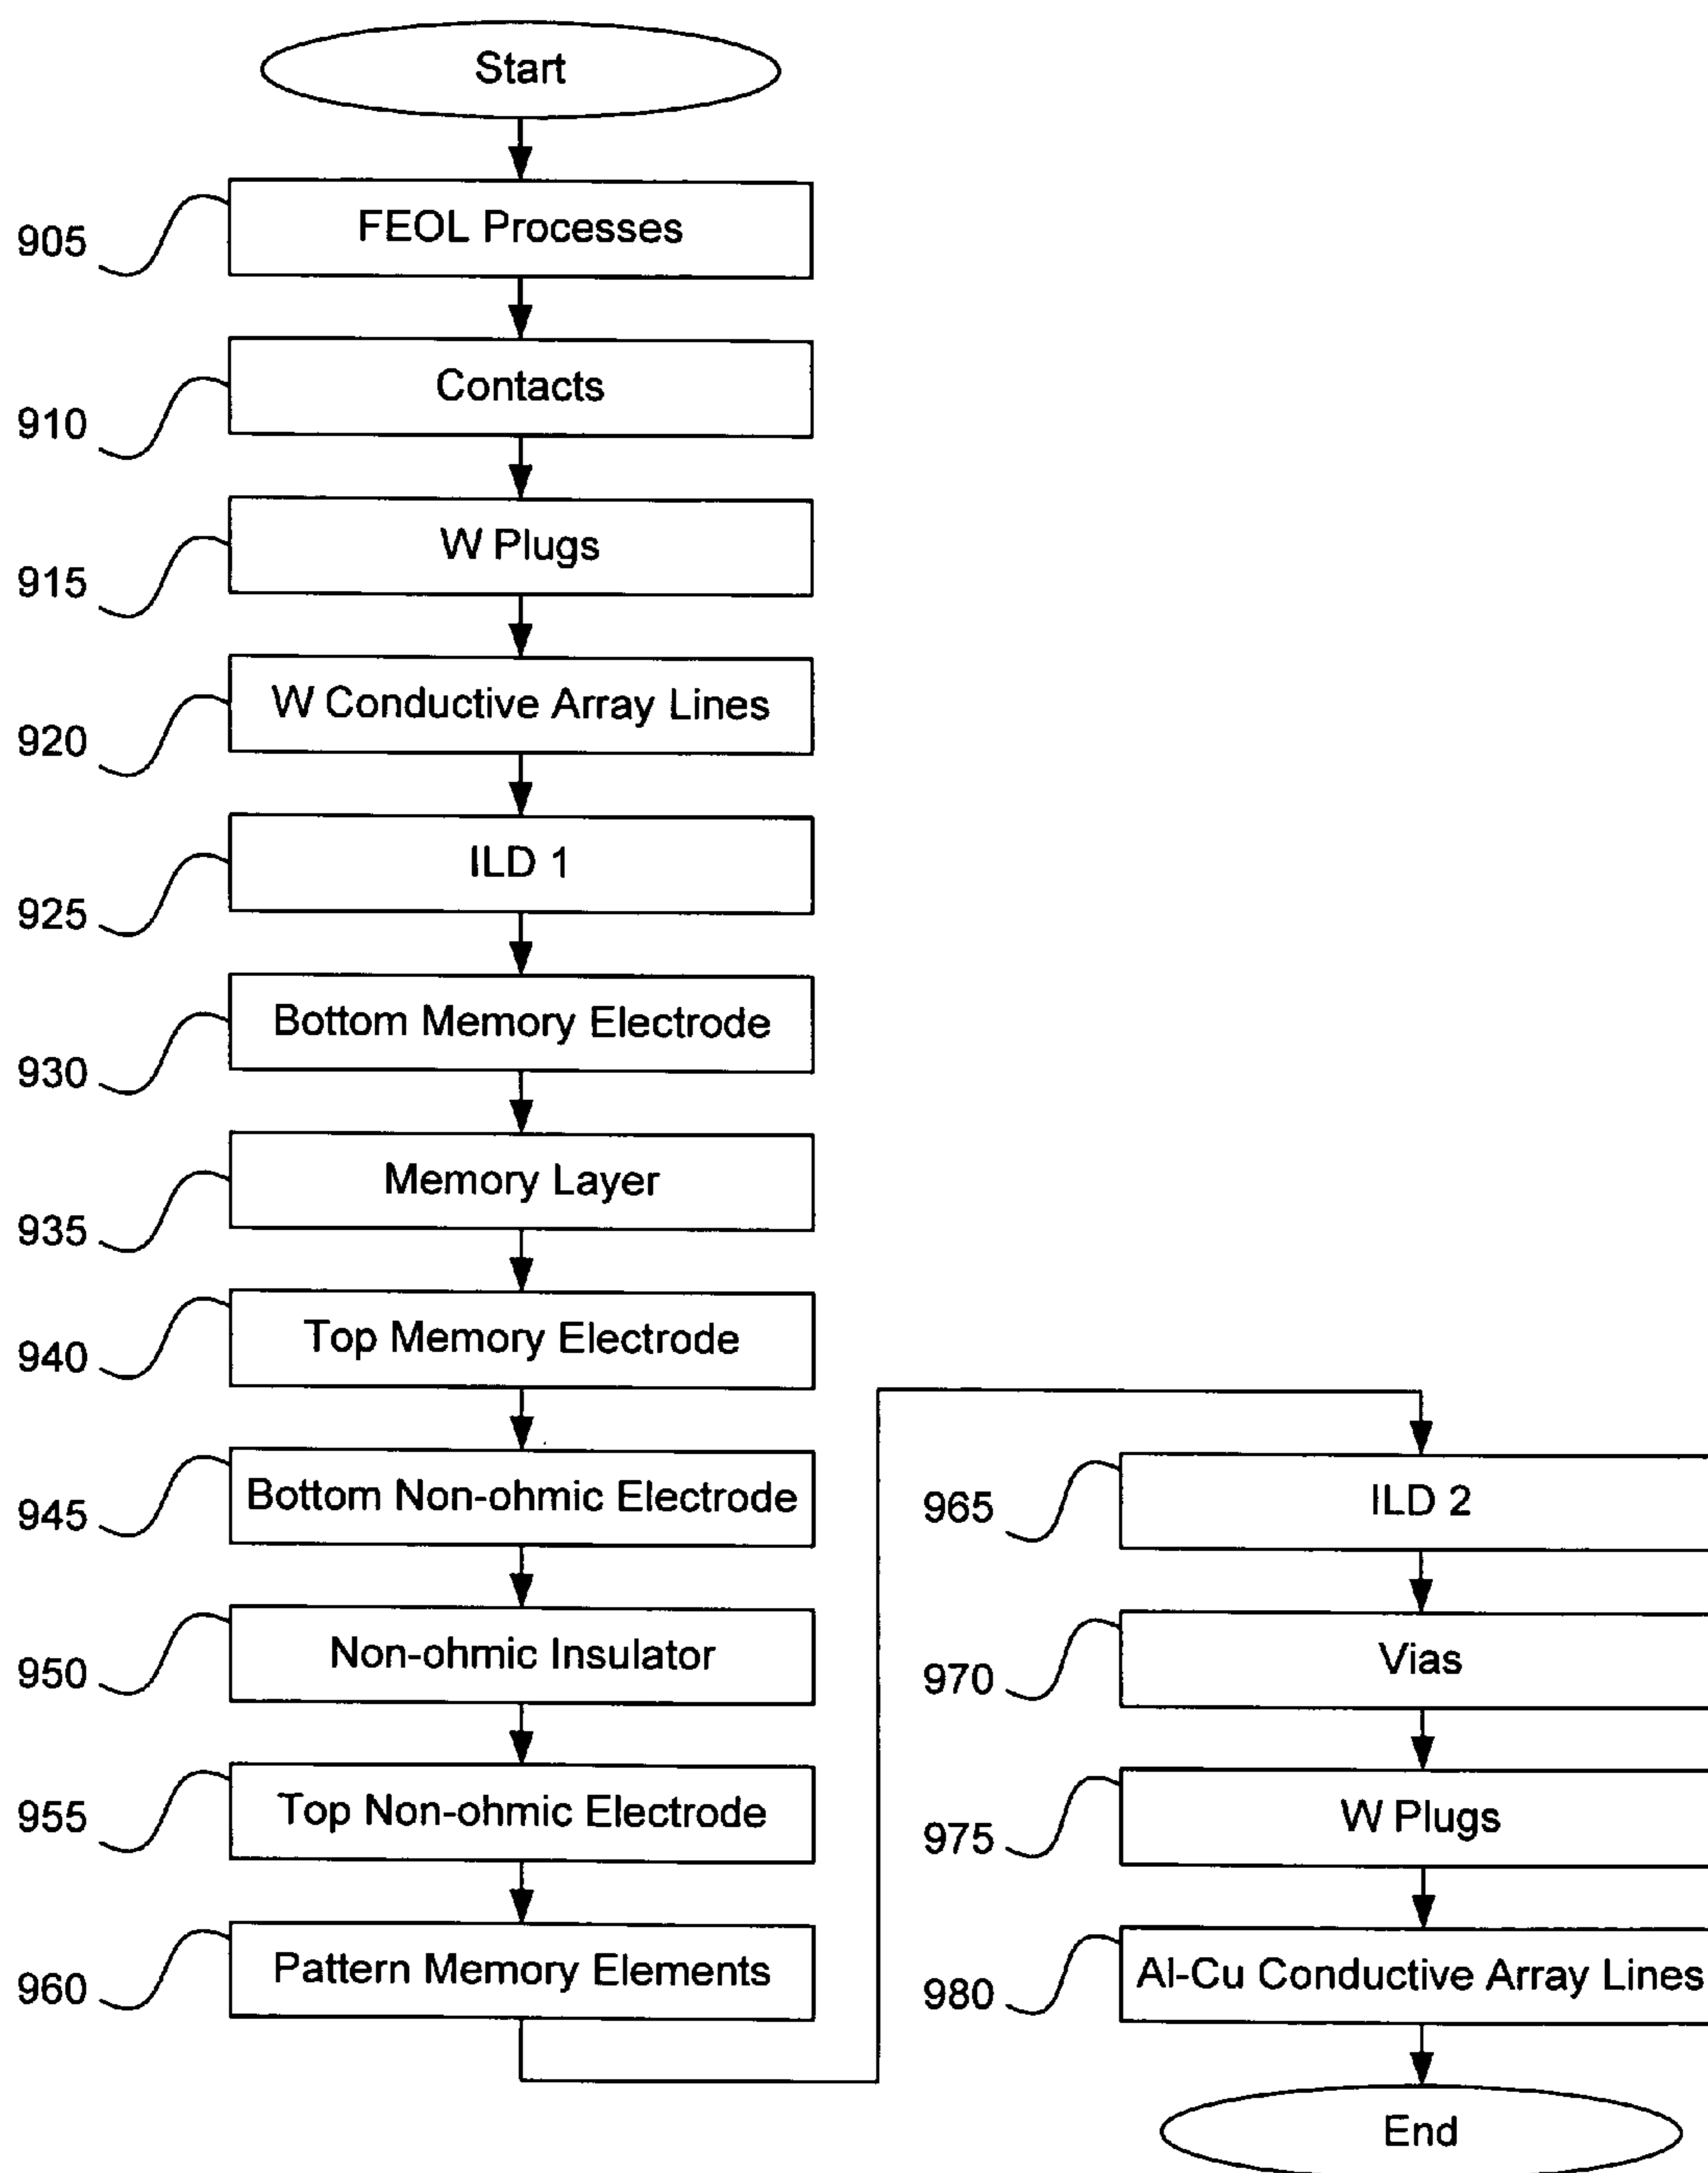 Start
905
FEOL Processes
910
Contacts
915
W Plugs
920
W Conductive Array Lines
925
ILD 1
930
Bottom Memory Electrode
935
Memory Layer
940
Top Memory Electrode
945
Bottom Non-ohmic Electrode
950
Non-ohmic Insulator
955
Top Non-ohmic Electrode
960
Pattern Memory Elements
965
ILD 2
970
Vias
975
W Plugs
980
Al-Cu Conductive Array Lines
End